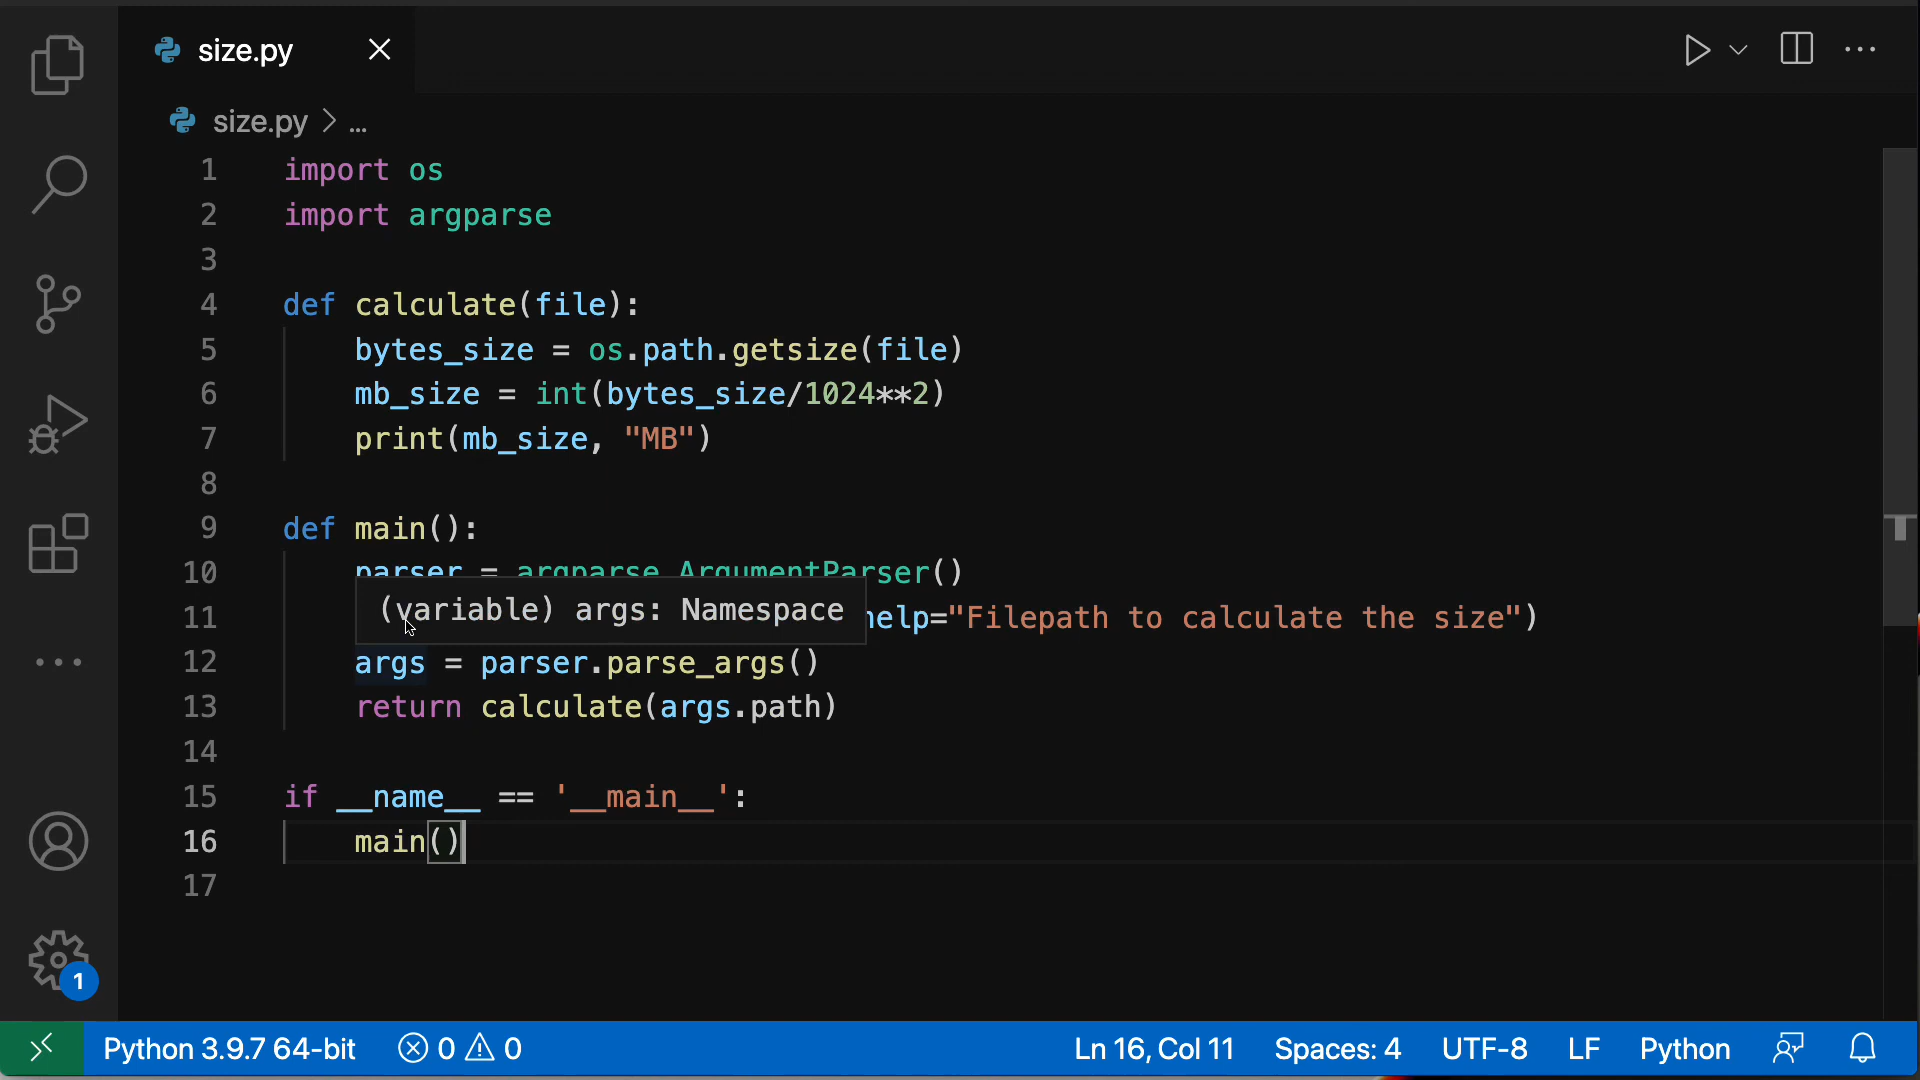 size.py
size.py > ...
1 import os
2 import argparse
3
4 def calculate(file):
5 bytes_size = os.path.getsize(file)
6 mb_size = int(bytes_size/1024**2)
7 print(mb_size, "MB")
8
9 def main():
10 parser = argparse.ArgumentParser()
(variable) args: Namespace
11 help="Filepath to calculate the size")
12 args = parser.parse_args()
13 return calculate(args.path)
14
15 if __name__ == '__main__':
16 main()
17
1
Python 3.9.7 64-bit 0 0 Ln 16, Col 11 Spaces: 4 UTF-8 LF Python